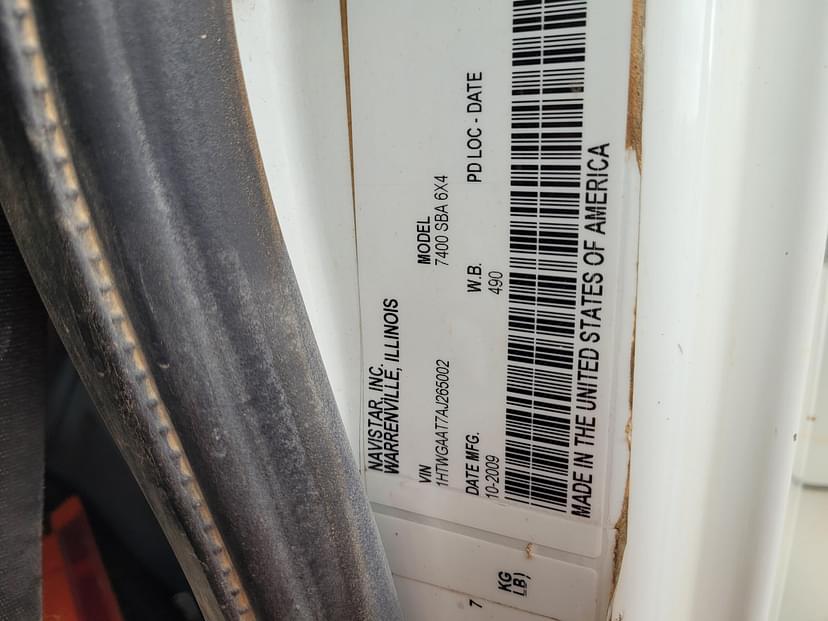 NAVISTAR, INC.
WARRENVILLE, ILLINOIS
VIN
1HTWGAAT7AJ265002
MODEL
7400 SBA 6X4
DATE MFG.
10-2009
W.B.
490
PD LOC - DATE
MADE IN THE UNITED STATES OF AMERICA
7
KG
LB)